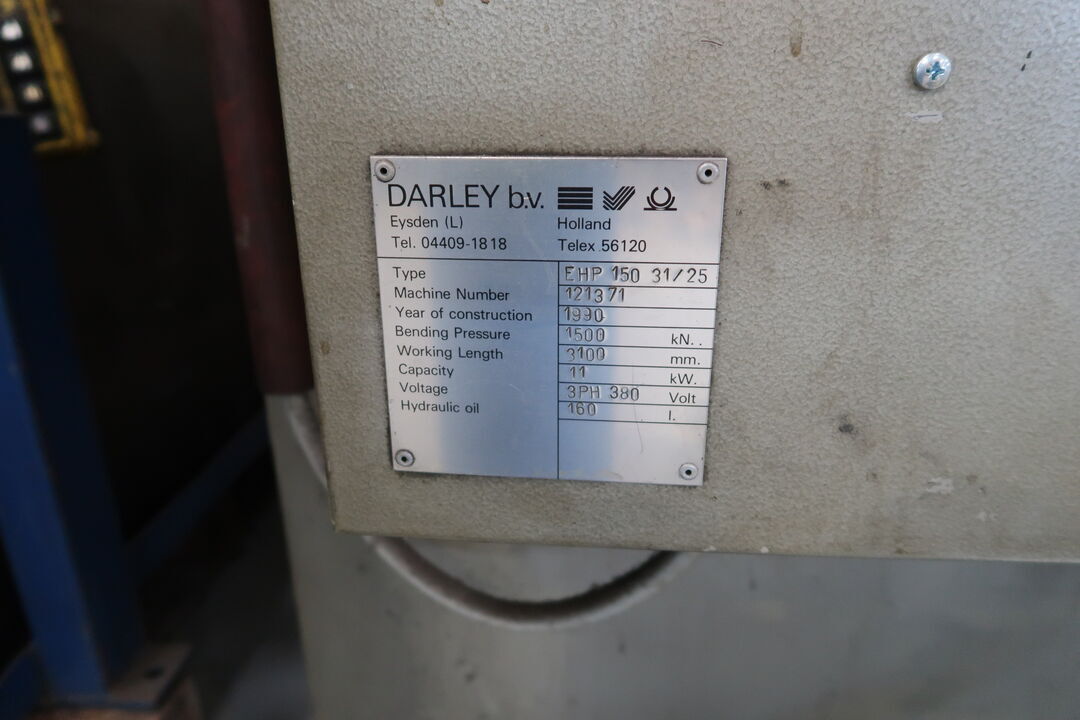 DARLEY b.v.
Eysden (L) Holland
Tel. 04409-1818 Telex 56120
Type EHP 150 31/25
Machine Number 121371
Year of construction 1990
Bending Pressure 1500 kN..
Working Length 3100 mm.
Capacity 11 kW.
Voltage 3PH 380 Volt
Hydraulic oil 160 l.